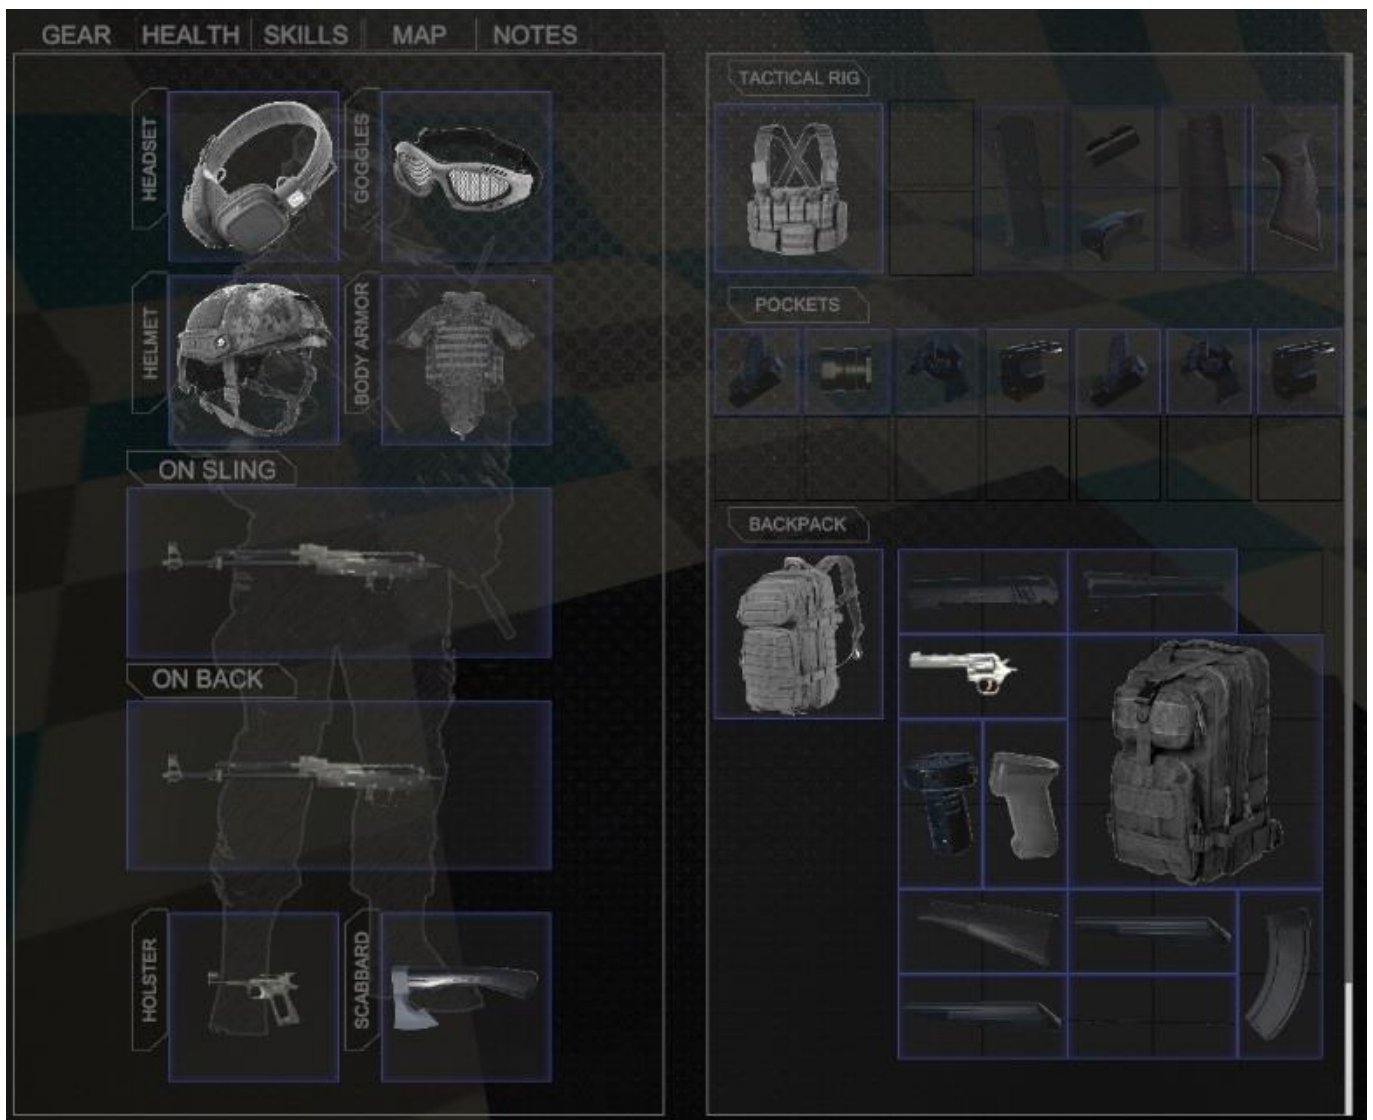 GEAR HEALTH SKILLS MAP NOTES
HEADSET
GOGGLES
HELMET
BODY ARMOR
ON SLING
ON BACK
HOLSTER
SCABBARD
TACTICAL RIG
POCKETS
BACKPACK